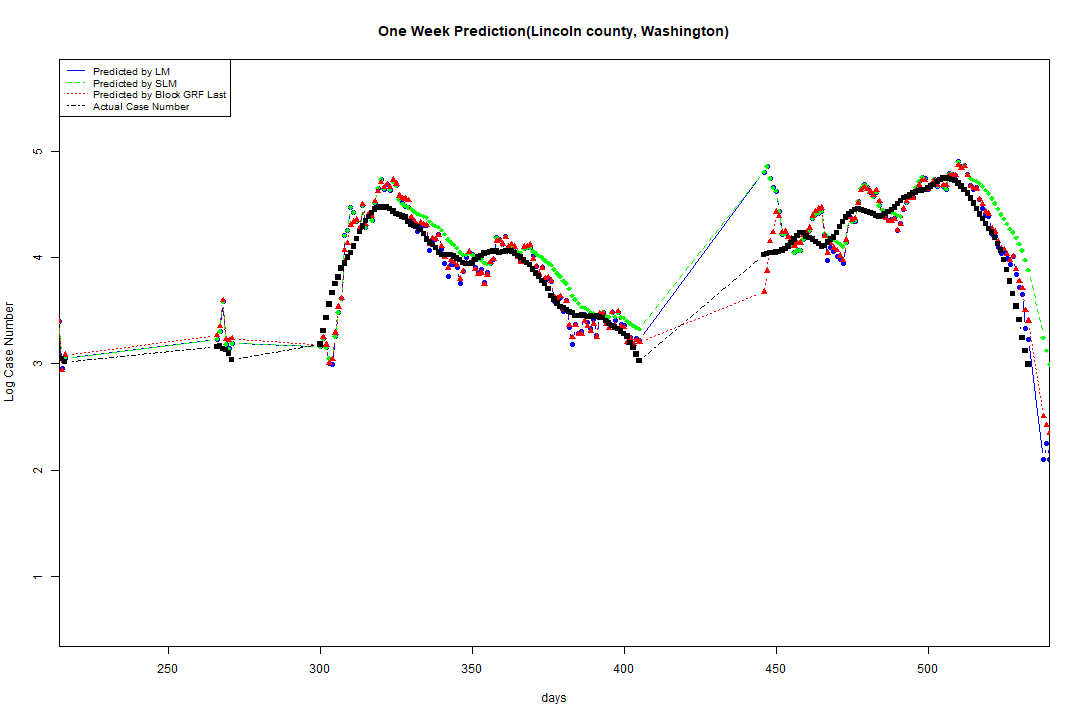 One Week Prediction(Lincoln county, Washington)
Predicted by LM
Predicted by SLM
Predicted by Block GRF Last
Actual Case Number
5
4
3
2
1
Log Case Number
250 300 350 400 450 500
days